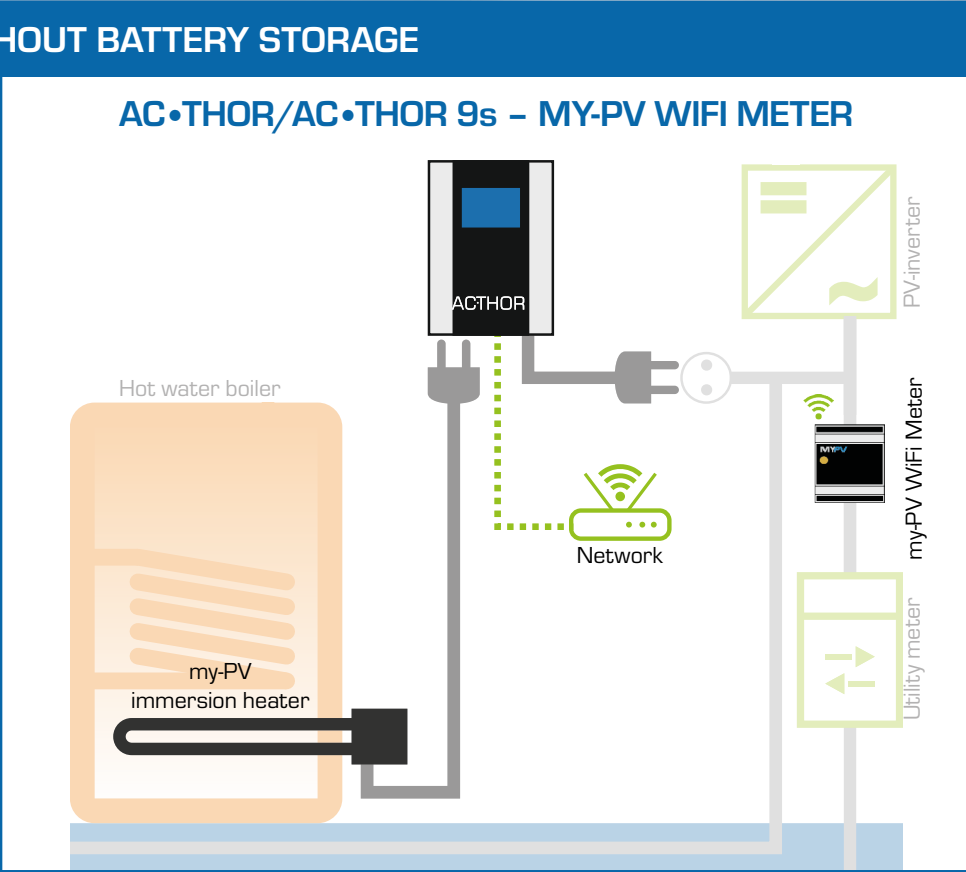 HOUT BATTERY STORAGE
AC•THOR/AC•THOR 9s – MY-PV WIFI METER
ACTHOR
PV-inverter
Hot water boiler
MYPV
my-PV WiFi Meter
Network
Utility meter
my-PV
immersion heater